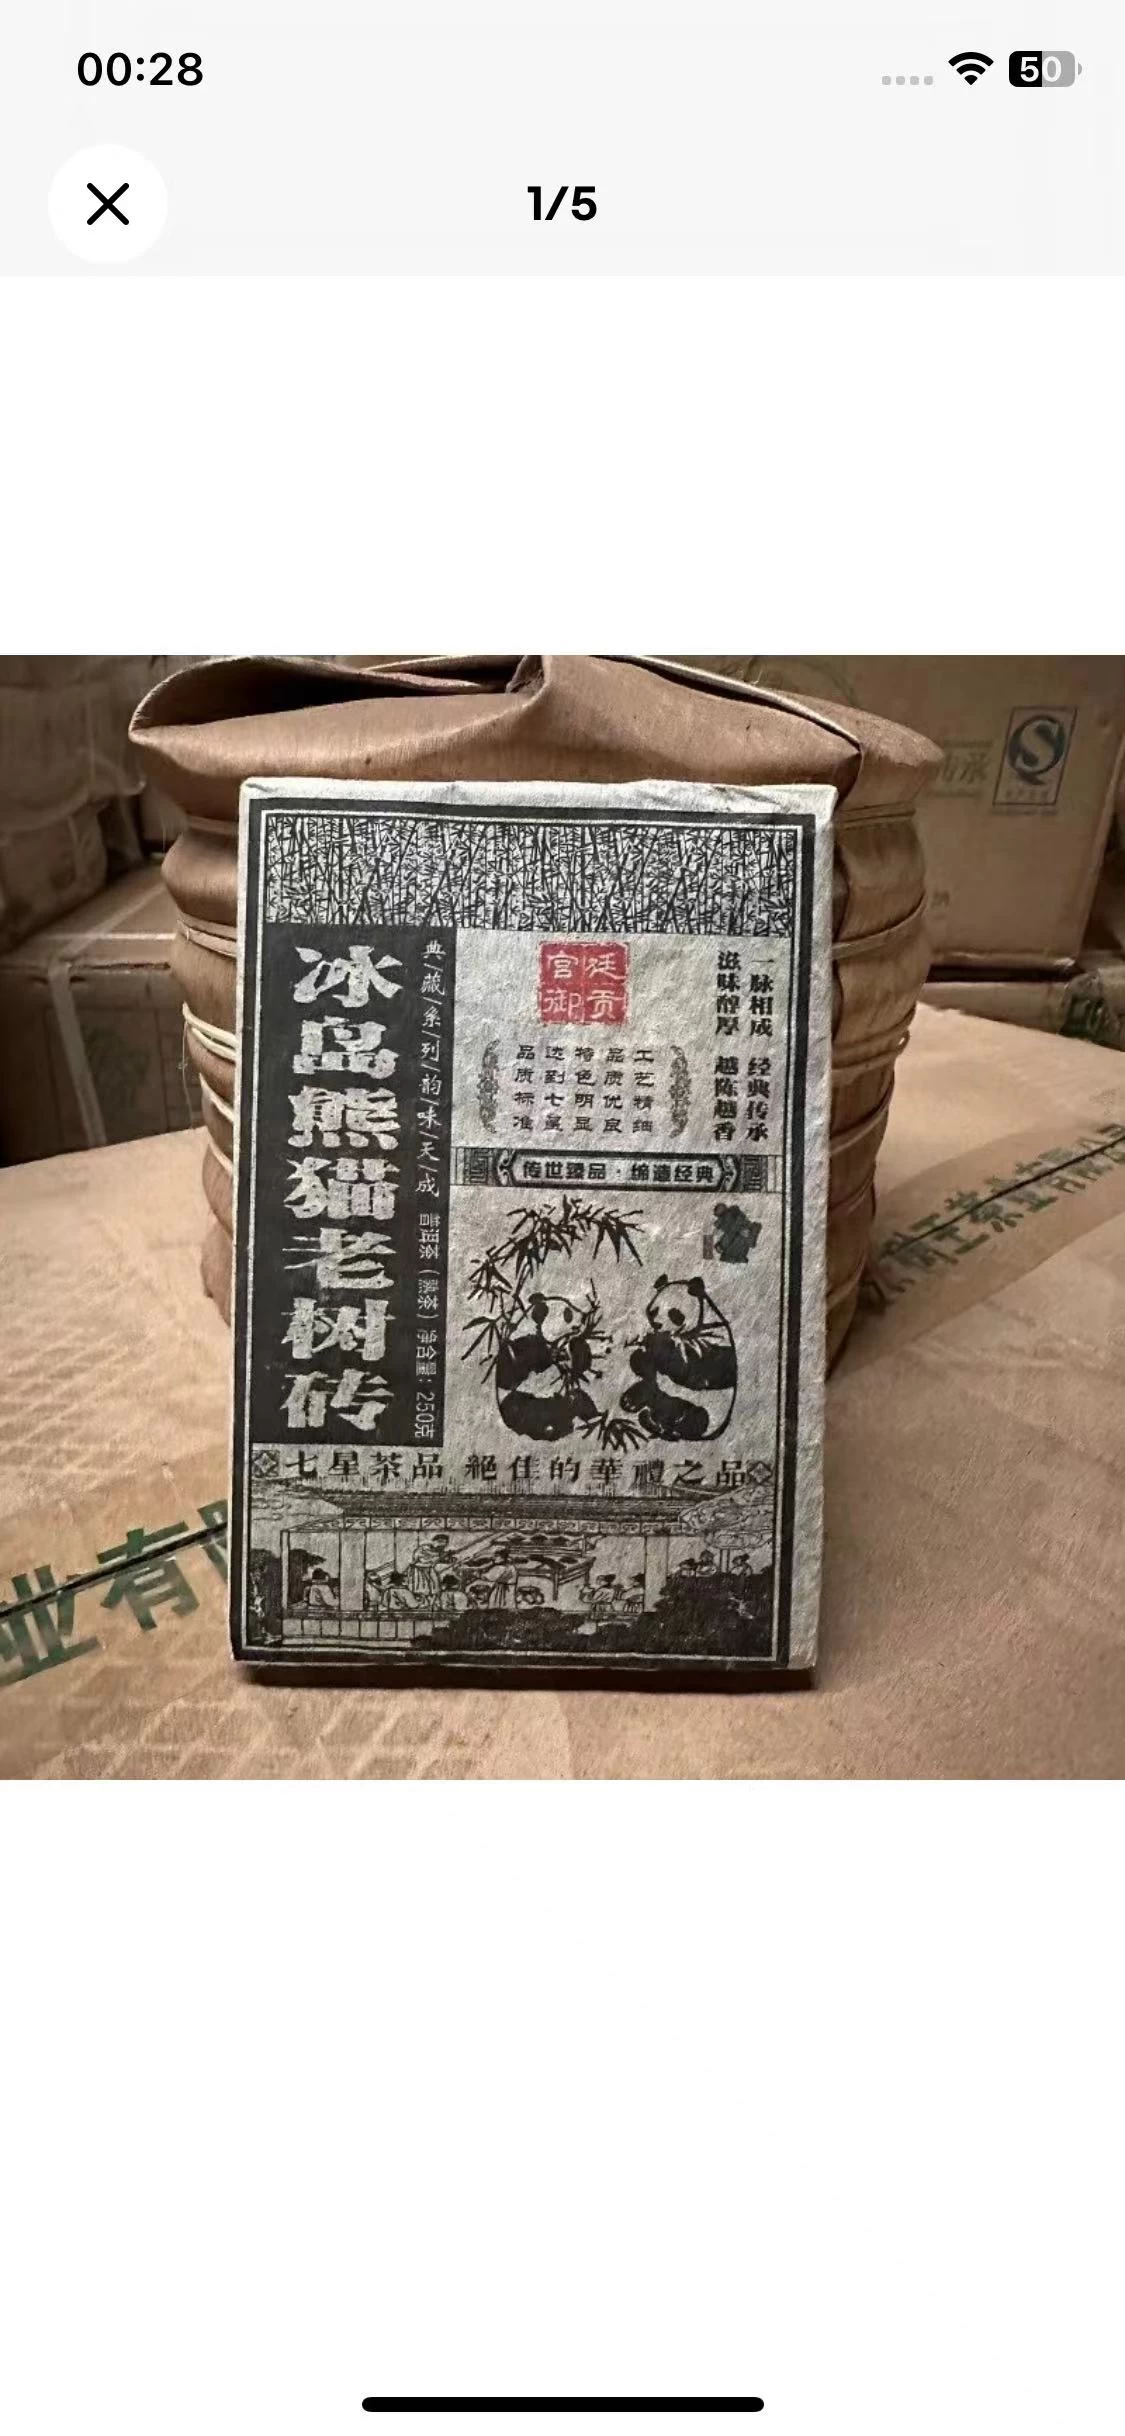 00:28
50
1/5
冰岛熊猫老树砖
典/藏/系/列/韵/味/天/成
普洱茶（熟茶）净含量：250克
宫廷
御贡
一脉相成 经典传承
滋味醇厚 越陈越香
工艺精细
品质优良
特色明显
达到七星
品质标准
传世臻品·缔造经典
七星茶品 絕佳的華禮之品
业有